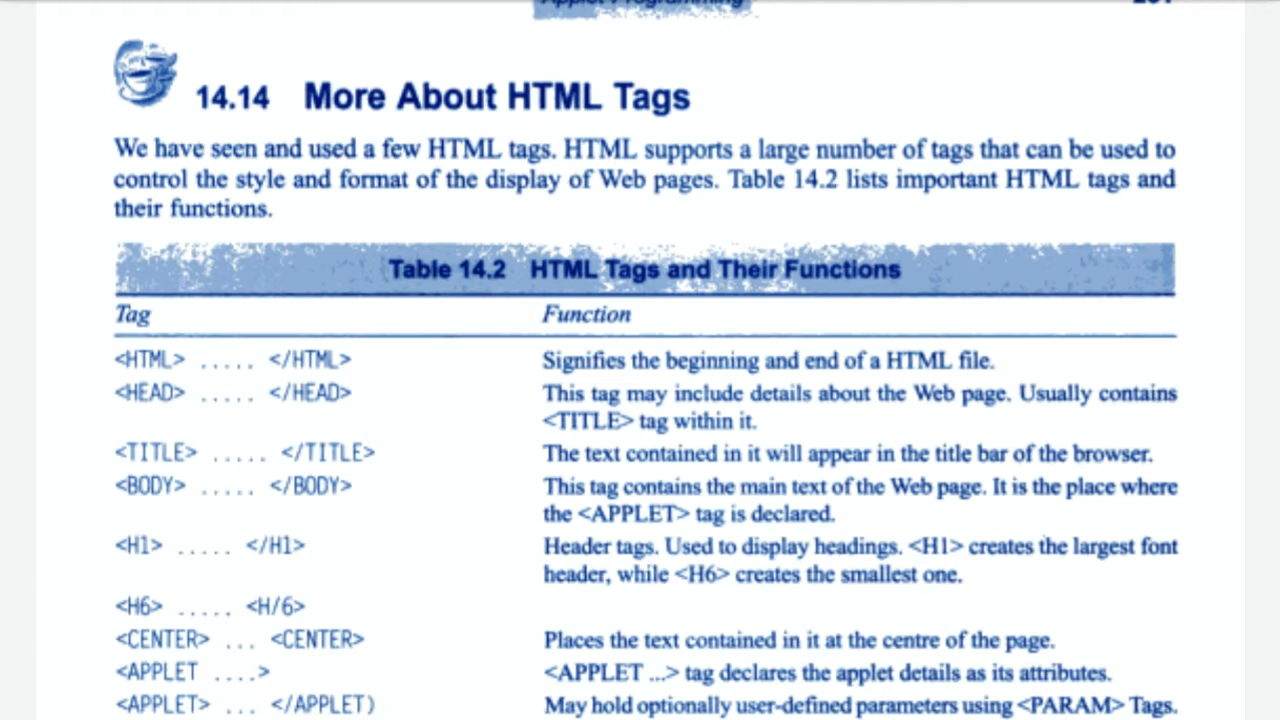 Applet Programming
14.14 More About HTML Tags
We have seen and used a few HTML tags. HTML supports a large number of tags that can be used to
control the style and format of the display of Web pages. Table 14.2 lists important HTML tags and
their functions.
Table 14.2 HTML Tags and Their Functions
Tag Function
<HTML> ..... </HTML> Signifies the beginning and end of a HTML file.
<HEAD> ..... </HEAD> This tag may include details about the Web page. Usually contains
<TITLE> tag within it.
<TITLE> ..... </TITLE> The text contained in it will appear in the title bar of the browser.
<BODY> ..... </BODY> This tag contains the main text of the Web page. It is the place where
the <APPLET> tag is declared.
<H1> ..... </H1> Header tags. Used to display headings. <H1> creates the largest font
header, while <H6> creates the smallest one.
<H6> ..... <H/6>
<CENTER> ... <CENTER> Places the text contained in it at the centre of the page.
<APPLET ....> <APPLET ...> tag declares the applet details as its attributes.
<APPLET> ... </APPLET) May hold optionally user-defined parameters using <PARAM> Tags.